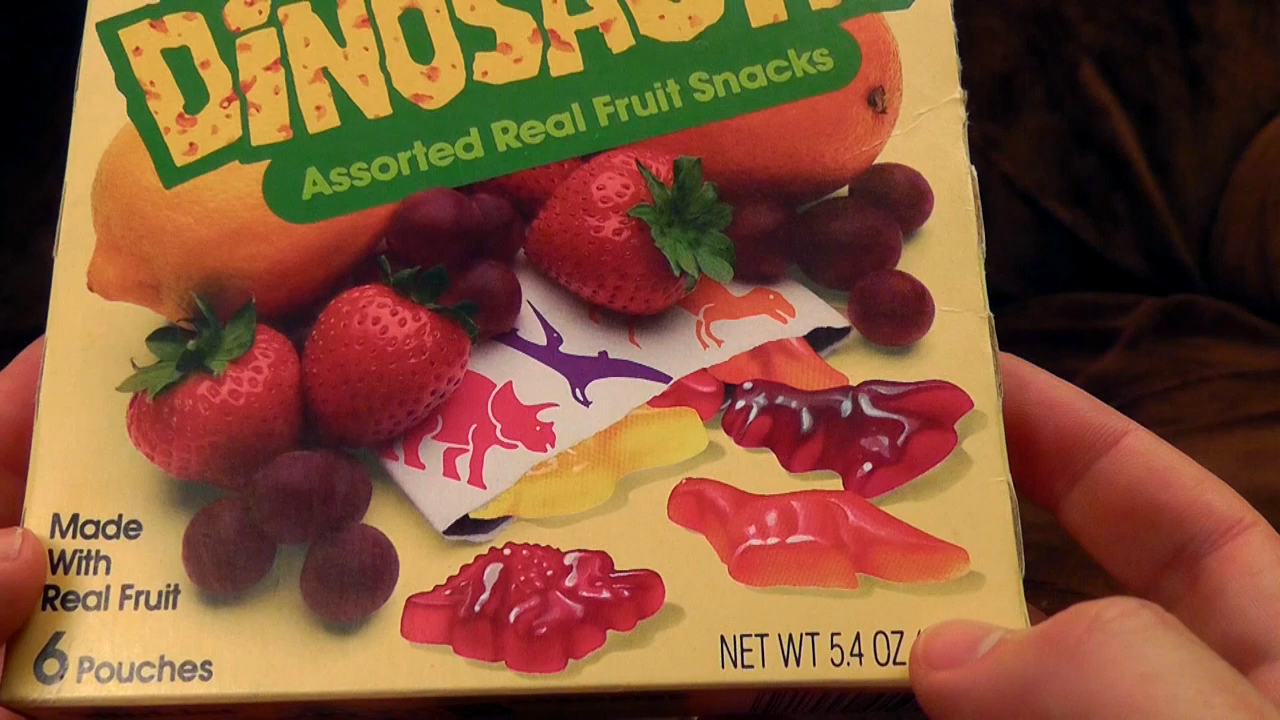 Assorted Real Fruit Snacks
Made
With
Real Fruit
6 Pouches
NET WT 5.4 OZ